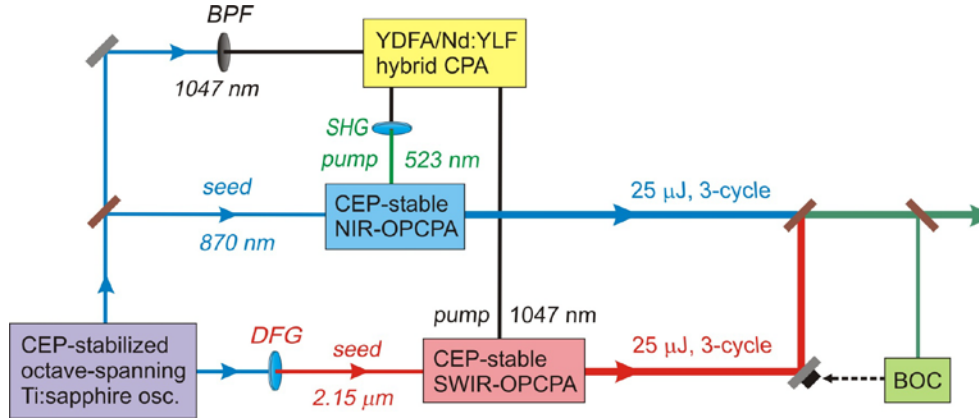 BPF
1047 nm
YDFA/Nd:YLF
hybrid CPA
SHG
pump
523 nm
seed
870 nm
CEP-stable
NIR-OPCPA
25 µJ, 3-cycle
CEP-stabilized
octave-spanning
Ti:sapphire osc.
DFG
seed
2.15 µm
pump
1047 nm
CEP-stable
SWIR-OPCPA
25 µJ, 3-cycle
BOC